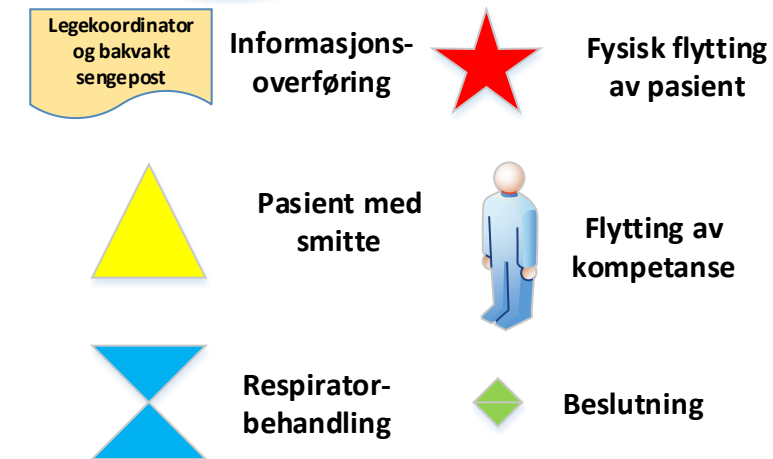 Legekoordinator
og bakvakt
sengepost
Informasjons-
overføring
Fysisk flytting
av pasient
Pasient med
smitte
Flytting av
kompetanse
Respirator-
behandling
Beslutning